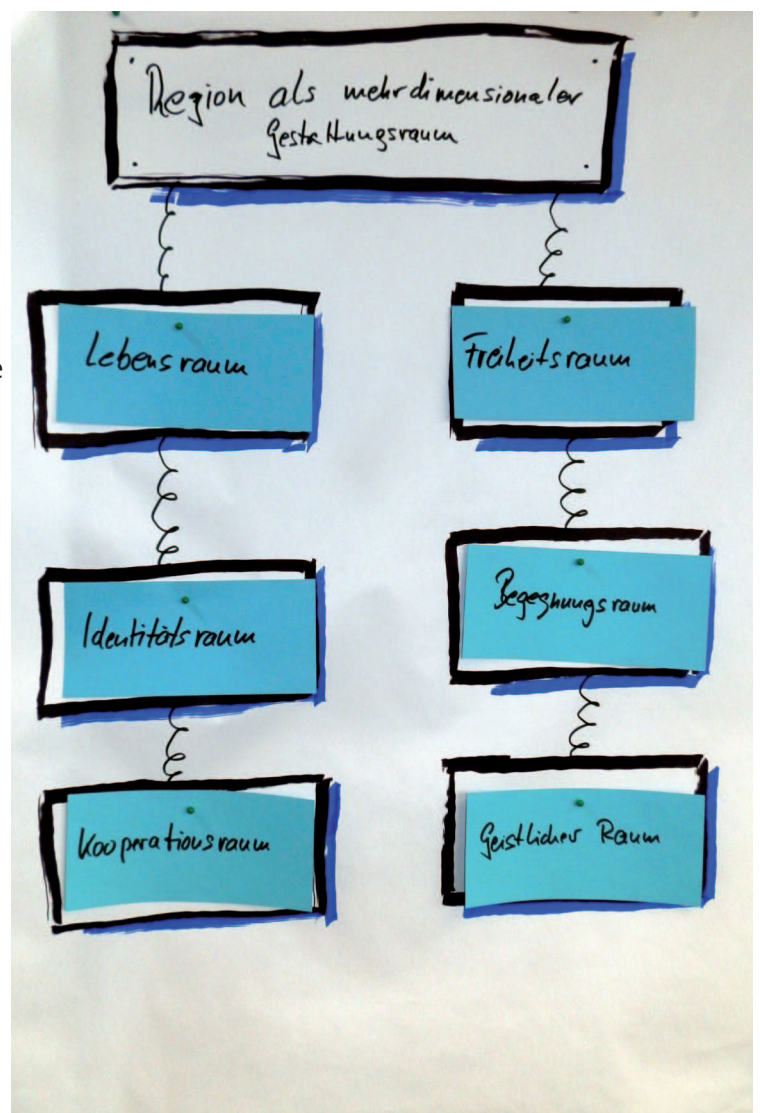 Region als mehrdimensionaler
Gestaltungsraum
Lebensraum
Freiheitsraum
Identitätsraum
Begegnungsraum
Kooperationsraum
Geistlicher Raum
e